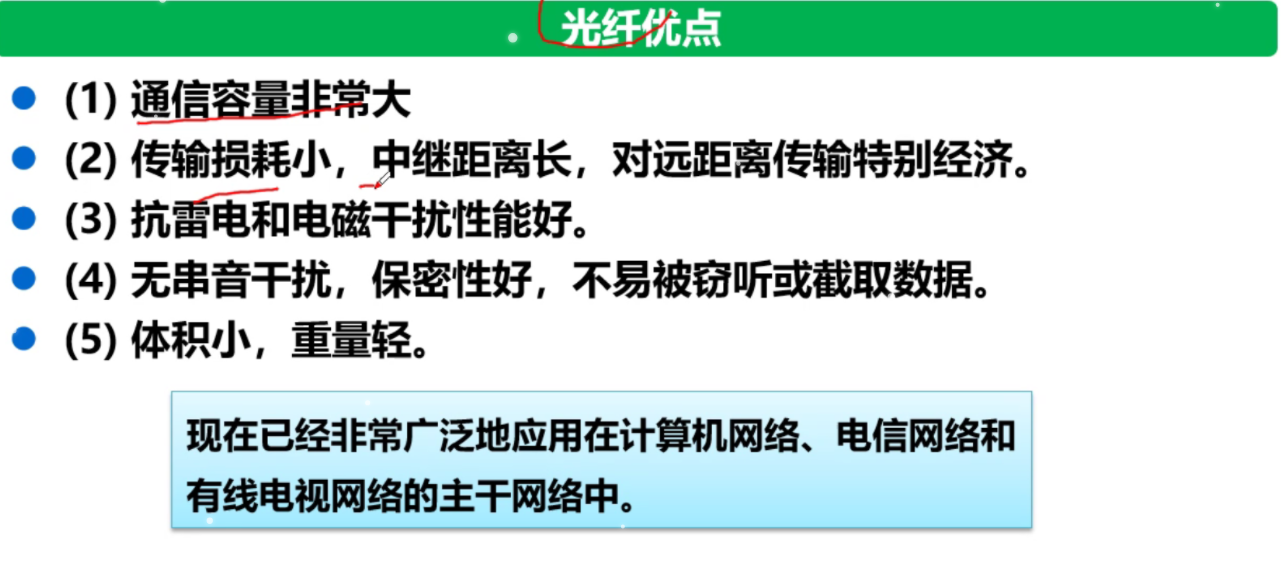 光纤优点
(1) 通信容量非常大
(2) 传输损耗小，中继距离长，对远距离传输特别经济。
(3) 抗雷电和电磁干扰性能好。
(4) 无串音干扰，保密性好，不易被窃听或截取数据。
(5) 体积小，重量轻。
现在已经非常广泛地应用在计算机网络、电信网络和
有线电视网络的主干网络中。